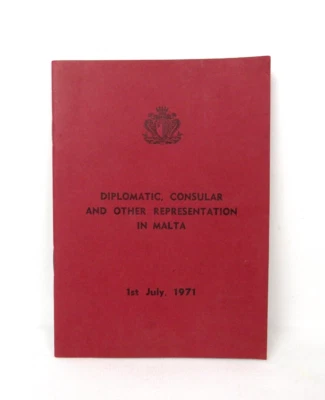 DIPLOMATIC, CONSULAR
AND OTHER REPRESENTATION
IN MALTA
1st July, 1971